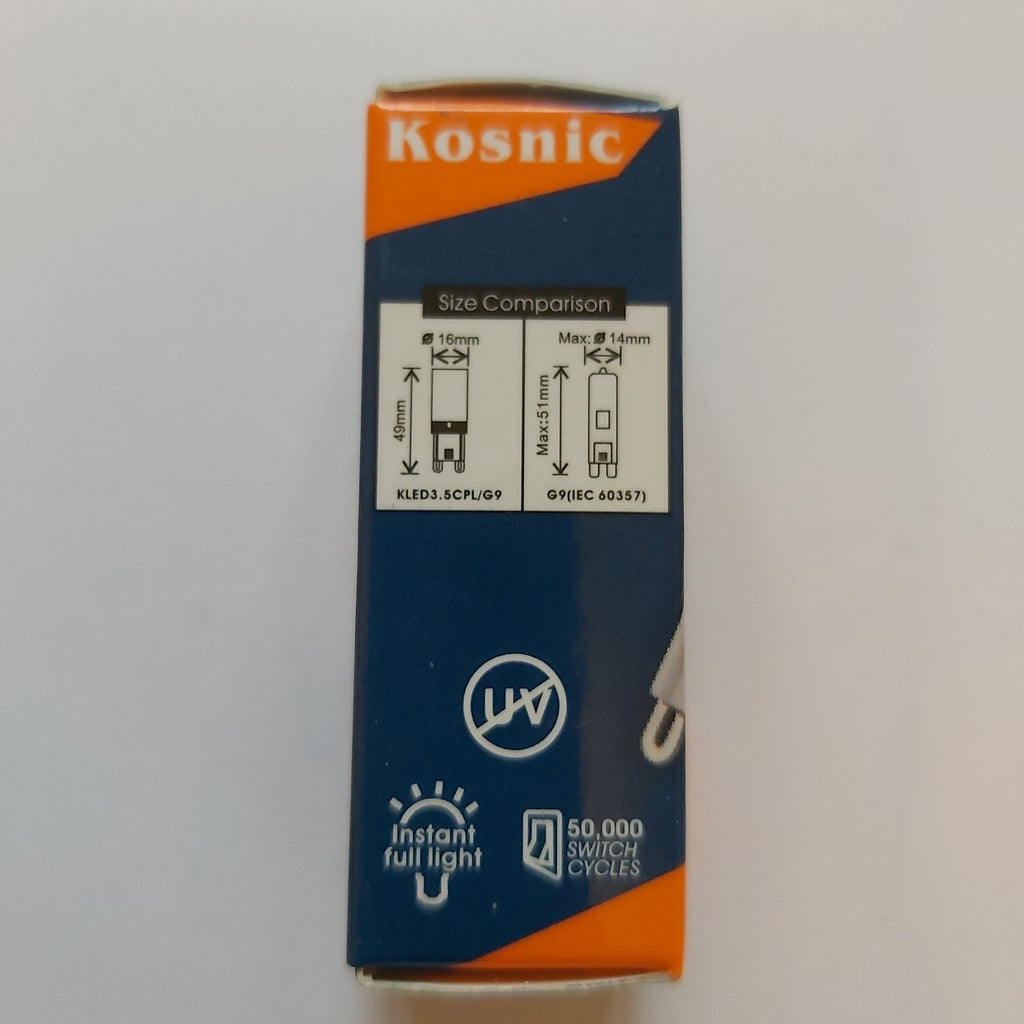 Kosnic
Size Comparison
Ø 16mm
49mm
KLED3.5CPL/G9
Max: Ø 14mm
Max:51mm
G9(IEC 60357)
UV
Instant
full light
50,000
SWITCH
CYCLES